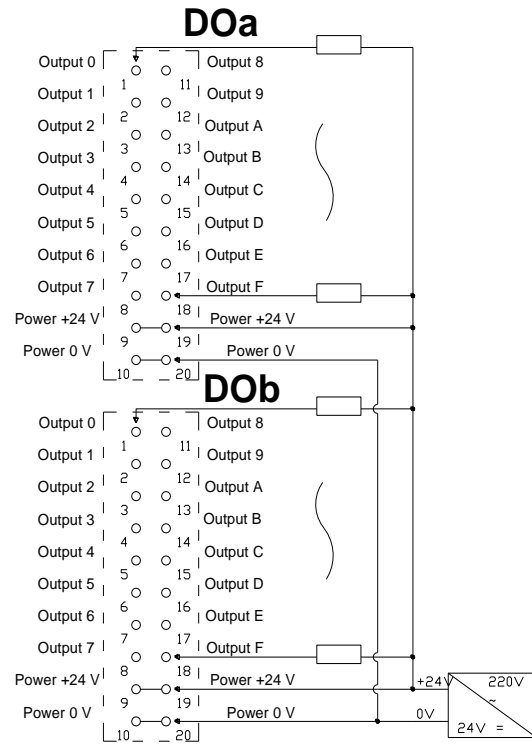 DOa
Output 0 Output 8
1 11
Output 1 Output 9
2 12
Output 2 Output A
3 13
Output 3 Output B
4 14
Output 4 Output C
5 15
Output 5 Output D
6 16
Output 6 Output E
7 17
Output 7 Output F
8 18
Power +24 V Power +24 V
9 19
Power 0 V Power 0 V
10 20
DOb
Output 0 Output 8
1 11
Output 1 Output 9
2 12
Output 2 Output A
3 13
Output 3 Output B
4 14
Output 4 Output C
5 15
Output 5 Output D
6 16
Output 6 Output E
7 17
Output 7 Output F
8 18
Power +24 V Power +24 V +24V 220V
~
9 19
Power 0 V Power 0 V 0V
24V =
10 20